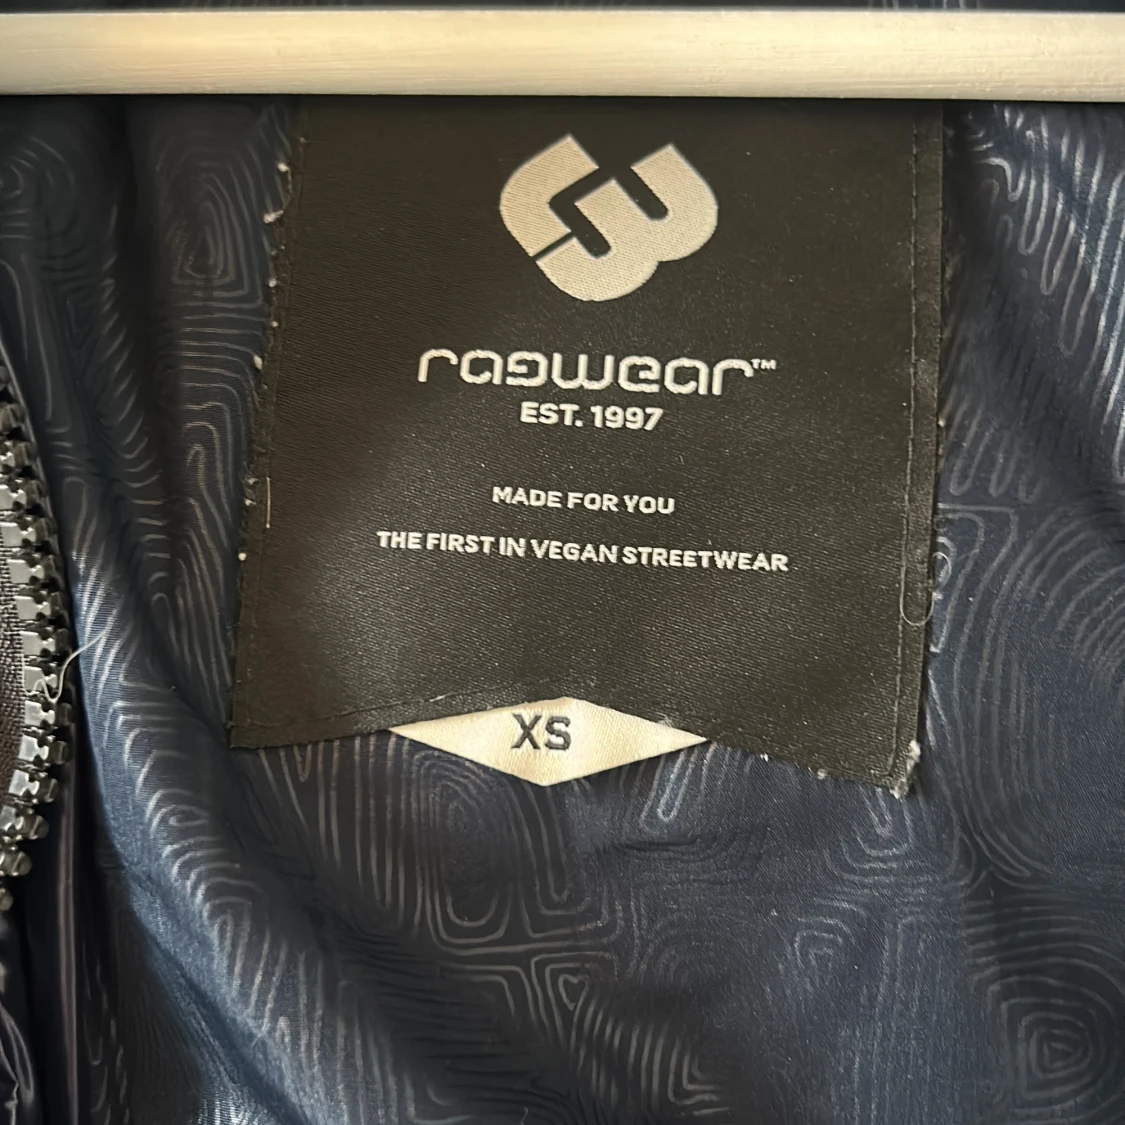 ragwear™
EST. 1997
MADE FOR YOU
THE FIRST IN VEGAN STREETWEAR
XS